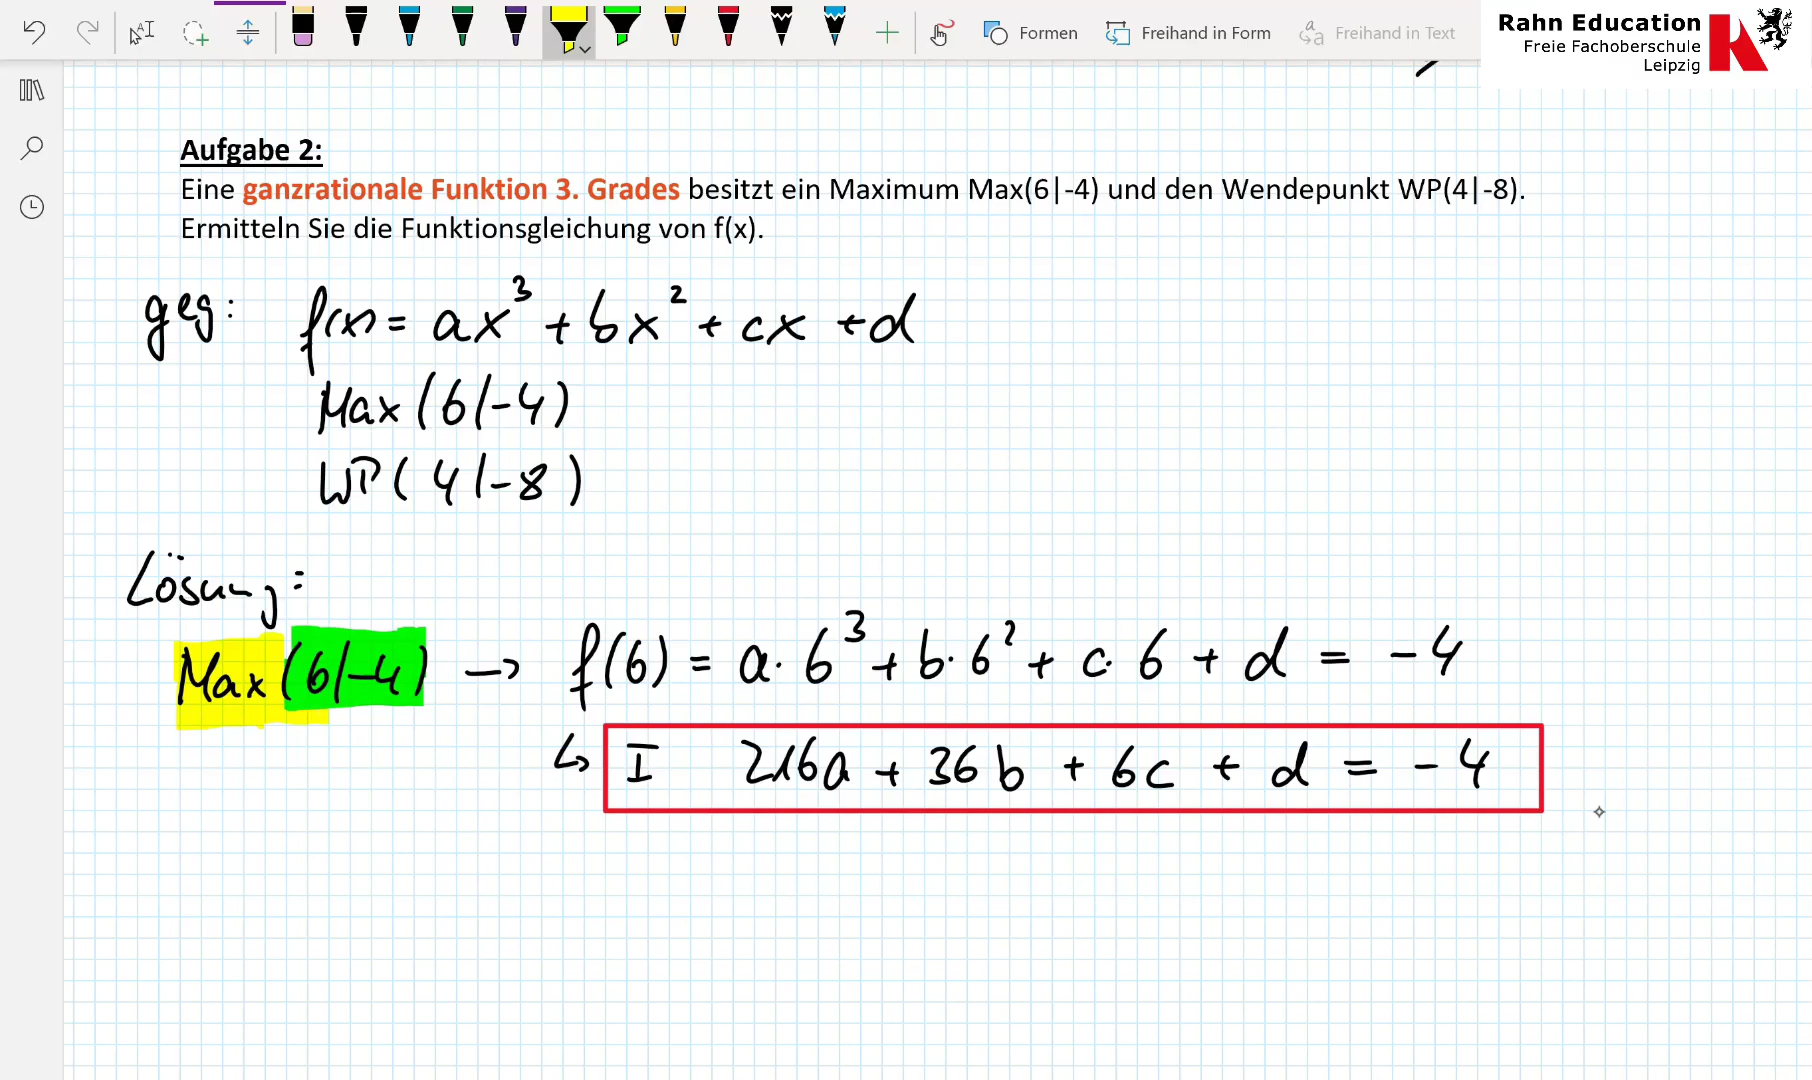 Formen
Freihand in Form
Freihand in Text
Rahn Education
Freie Fachoberschule
Leipzig
Aufgabe 2:
Eine ganzrationale Funktion 3. Grades besitzt ein Maximum Max(6|-4) und den Wendepunkt WP(4|-8).
Ermitteln Sie die Funktionsgleichung von f(x).
geg: f(x) = ax³ + bx² + cx + d
Max (6|-4)
WP (4|-8)
Lösung:
Max (6|-4) → f(6) = a·6³ + b·6² + c·6 + d = -4
↳ I 216a + 36b + 6c + d = -4